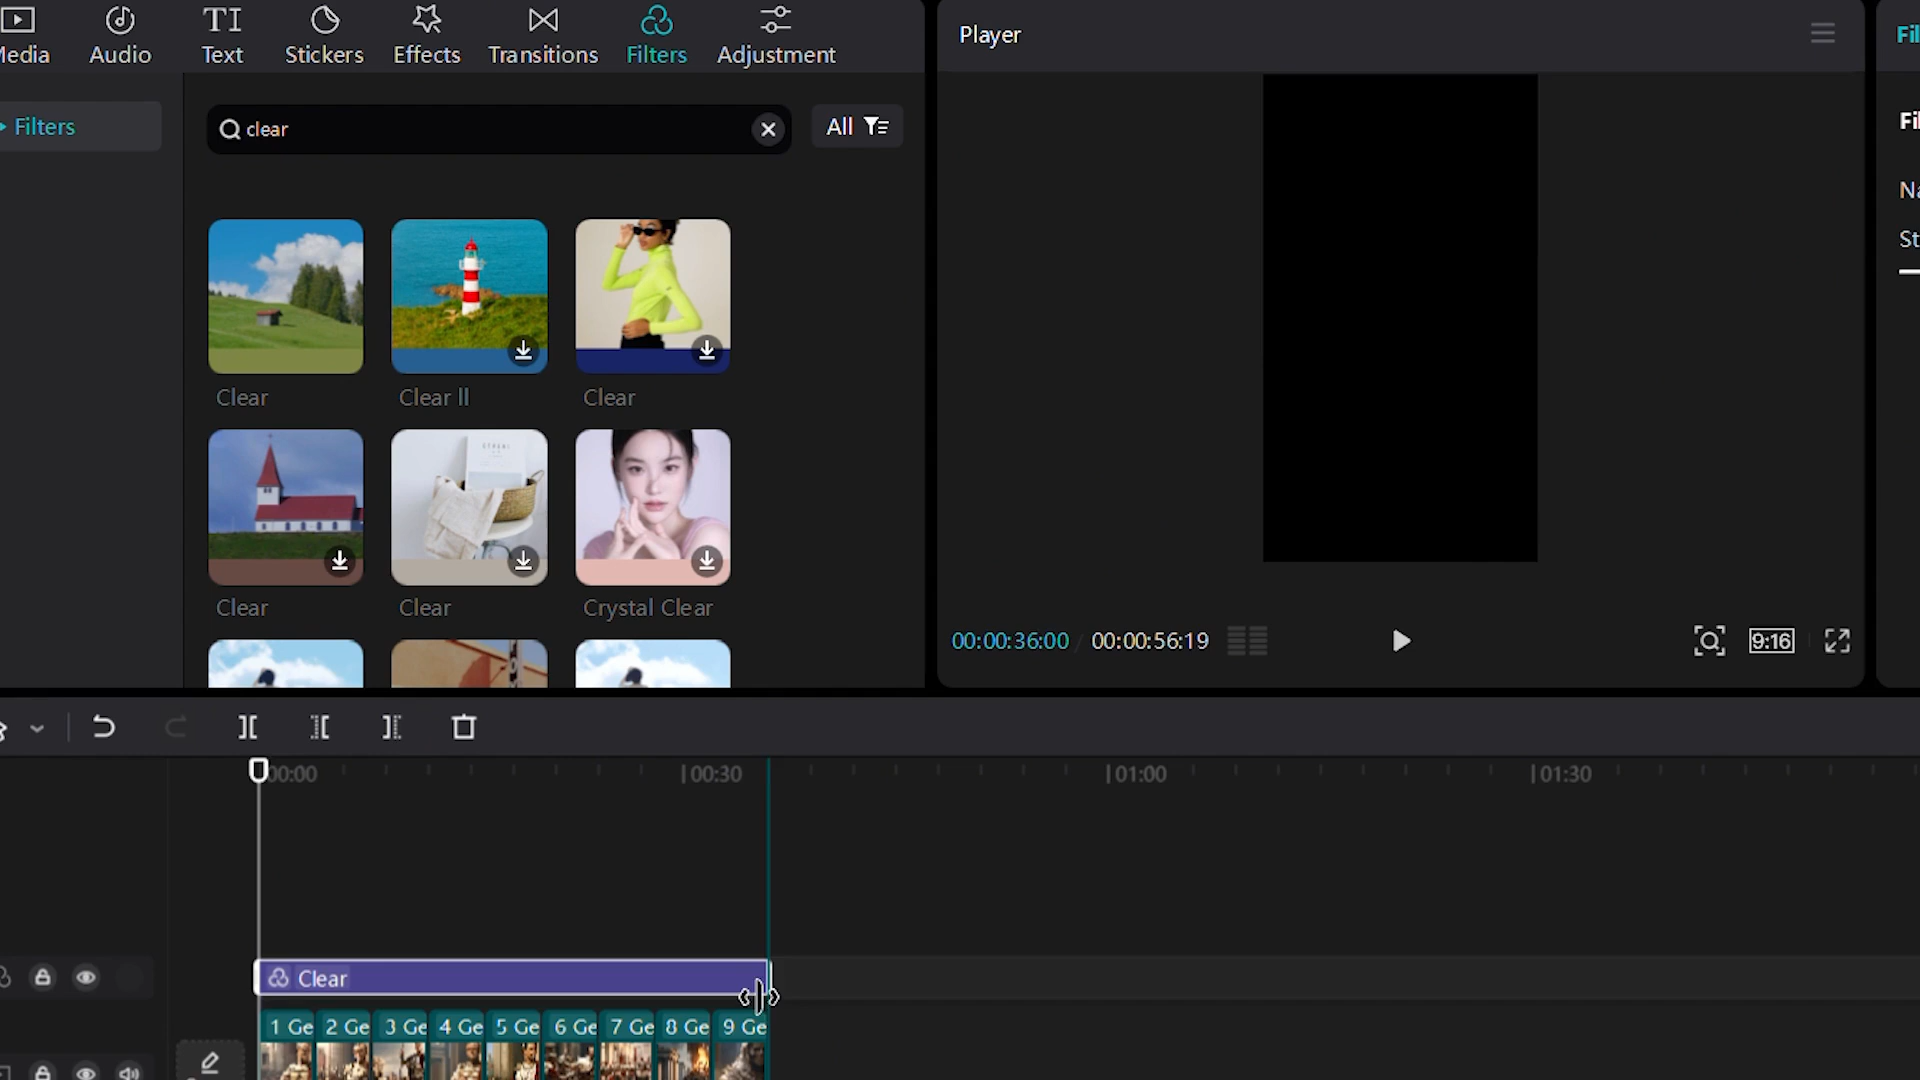 Media
Audio
Text
Stickers
Effects
Transitions
Filters
Adjustment
Player
Fil
Filters
clear
All
Fil
Na
St
Clear
Clear II
Clear
Clear
Clear
Crystal Clear
00:00:36:00 / 00:00:56:19
9:16
00:00
00:30
01:00
01:30
Clear
1 Ge
2 Ge
3 Ge
4 Ge
5 Ge
6 Ge
7 Ge
8 Ge
9 Ge